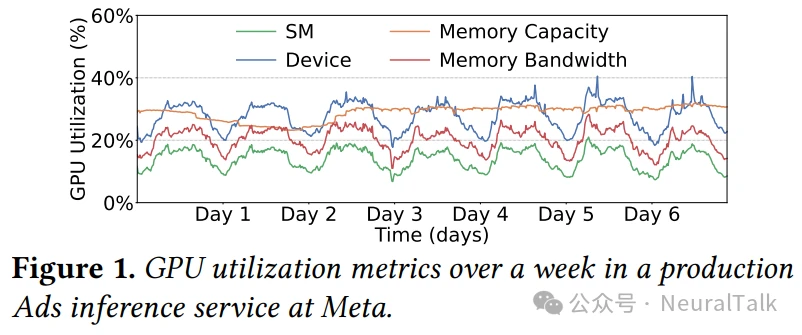 60%
SM
Memory Capacity
Device
Memory Bandwidth
40%
20%
0%
GPU Utilization (%)
Day 1 Day 2 Day 3 Day 4 Day 5 Day 6
Time (days)
Figure 1. GPU utilization metrics over a week in a production
Ads inference service at Meta.
公众号 · NeuralTalk